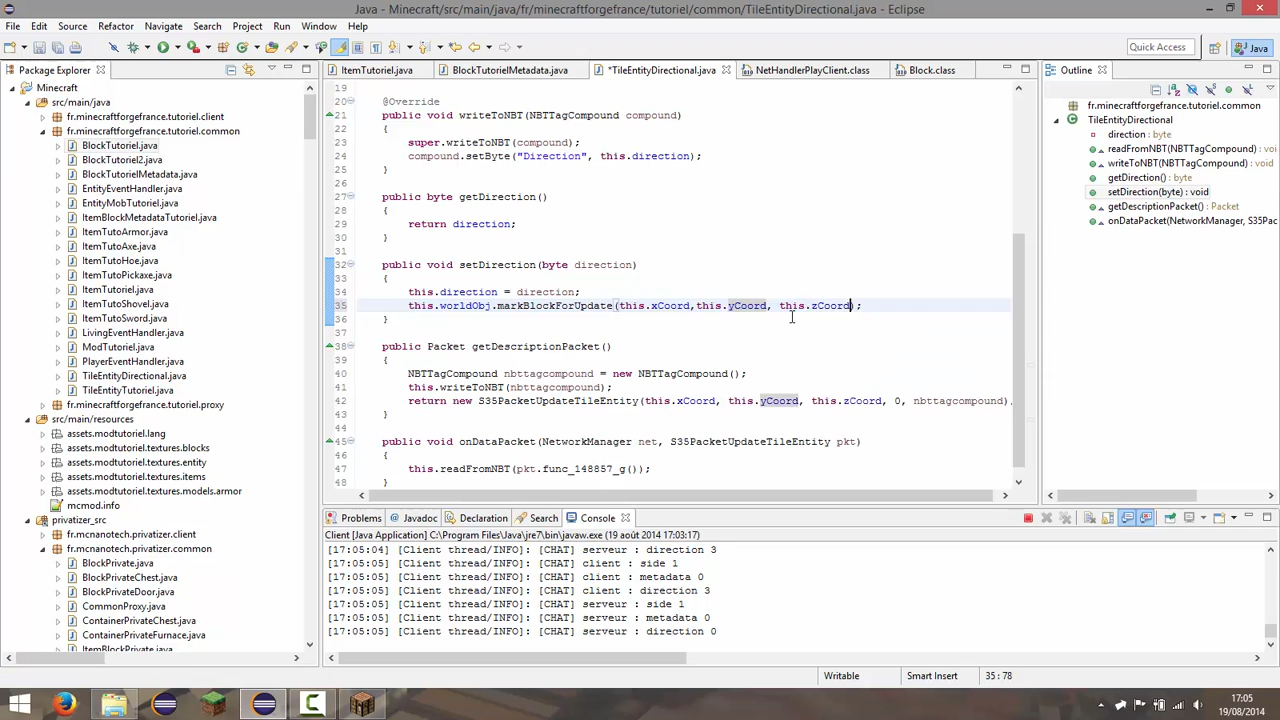 Java - Minecraft/src/main/java/fr/minecraftforgefrance/tutoriel/common/TileEntityDirectional.java - Eclipse
File Edit Source Refactor Navigate Search Project Run Window Help
Quick Access
Java
Package Explorer
Minecraft
src/main/java
fr.minecraftforgefrance.tutoriel.client
fr.minecraftforgefrance.tutoriel.common
BlockTutoriel.java
BlockTutoriel2.java
BlockTutorielMetadata.java
EntityEventHandler.java
EntityMobTutoriel.java
ItemBlockMetadataTutoriel.java
ItemTutoArmor.java
ItemTutoAxe.java
ItemTutoHoe.java
ItemTutoPickaxe.java
ItemTutoriel.java
ItemTutoShovel.java
ItemTutoSword.java
LivingEventHandler.java
ModTutoriel.java
PlayerEventHandler.java
TileEntityDirectional.java
TileEntityTutoriel.java
fr.minecraftforgefrance.tutoriel.proxy
src/main/resources
assets.modtutoriel.lang
assets.modtutoriel.textures.blocks
assets.modtutoriel.textures.entity
assets.modtutoriel.textures.items
assets.modtutoriel.textures.models.armor
mcmod.info
privatizer_src
fr.mcnanotech.privatizer.client
fr.mcnanotech.privatizer.common
BlockPrivate.java
BlockPrivateChest.java
BlockPrivateDoor.java
CommonProxy.java
ContainerPrivateChest.java
ContainerPrivateFurnace.java
ItemBlockPrivate.java
ItemTutoriel.java BlockTutorielMetadata.java *TileEntityDirectional.java NetHandlerPlayClient.class Block.class
19
20 @Override
21 public void writeToNBT(NBTTagCompound compound)
22 {
23 super.writeToNBT(compound);
24 compound.setByte("Direction", this.direction);
25 }
26
27 public byte getDirection()
28 {
29 return direction;
30 }
31
32 public void setDirection(byte direction)
33 {
34 this.direction = direction;
35 this.worldObj.markBlockForUpdate(this.xCoord,this.yCoord, this.zCoord);
36 }
37
38 public Packet getDescriptionPacket()
39 {
40 NBTTagCompound nbttagcompound = new NBTTagCompound();
41 this.writeToNBT(nbttagcompound);
42 return new S35PacketUpdateTileEntity(this.xCoord, this.yCoord, this.zCoord, 0, nbttagcompound)
43 }
44
45 public void onDataPacket(NetworkManager net, S35PacketUpdateTileEntity pkt)
46 {
47 this.readFromNBT(pkt.func_148857_g());
48 }
Outline
fr.minecraftforgefrance.tutoriel.common
TileEntityDirectional
direction : byte
readFromNBT(NBTTagCompound) : voi
writeToNBT(NBTTagCompound) : void
getDirection() : byte
setDirection(byte) : void
getDescriptionPacket() : Packet
onDataPacket(NetworkManager, S35Pa
Problems Javadoc Declaration Search Console
Client [Java Application] C:\Program Files\Java\jre7\bin\javaw.exe (19 août 2014 17:03:17)
[17:05:04] [Client thread/INFO]: [CHAT] serveur : direction 3
[17:05:05] [Client thread/INFO]: [CHAT] client : side 1
[17:05:05] [Client thread/INFO]: [CHAT] client : metadata 0
[17:05:05] [Client thread/INFO]: [CHAT] client : direction 3
[17:05:05] [Client thread/INFO]: [CHAT] serveur : side 1
[17:05:05] [Client thread/INFO]: [CHAT] serveur : metadata 0
[17:05:05] [Client thread/INFO]: [CHAT] serveur : direction 0
Writable Smart Insert 35 : 78
17:05
19/08/2014